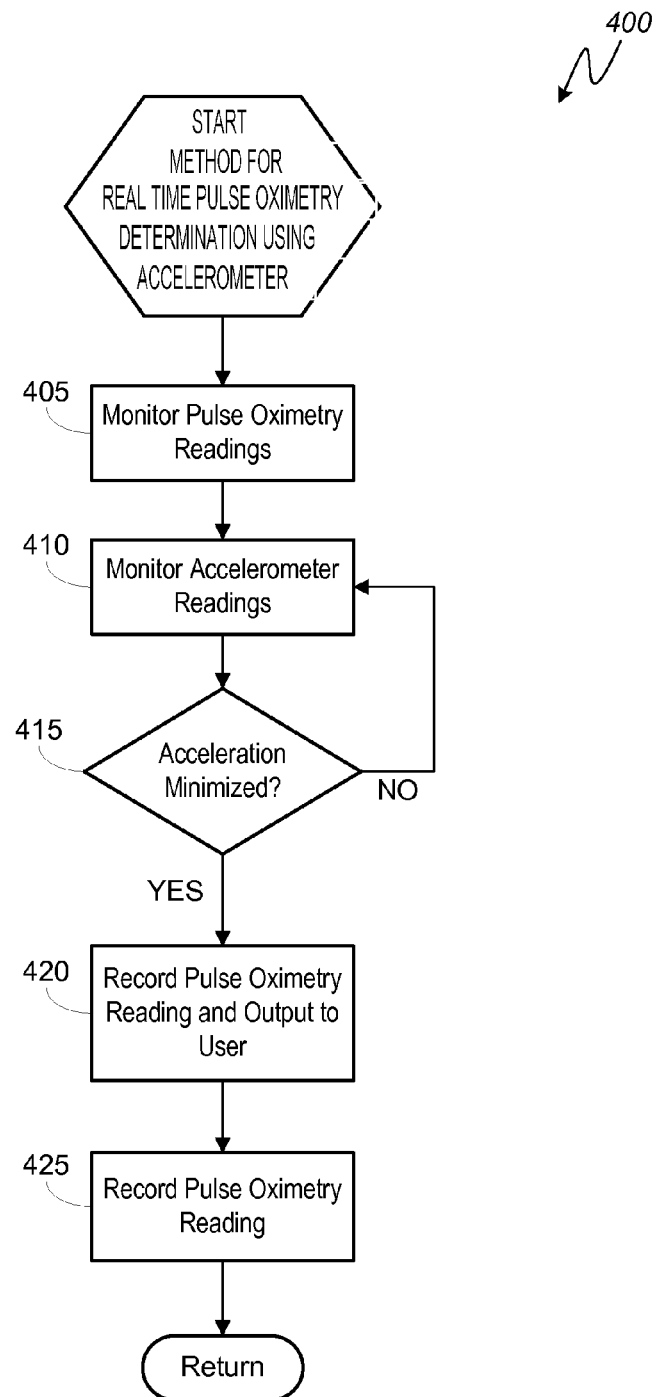 400
START
METHOD FOR
REAL TIME PULSE OXIMETRY
DETERMINATION USING
ACCELEROMETER
405
Monitor Pulse Oximetry
Readings
410
Monitor Accelerometer
Readings
415
Acceleration
Minimized?
NO
YES
420
Record Pulse Oximetry
Reading and Output to
User
425
Record Pulse Oximetry
Reading
Return